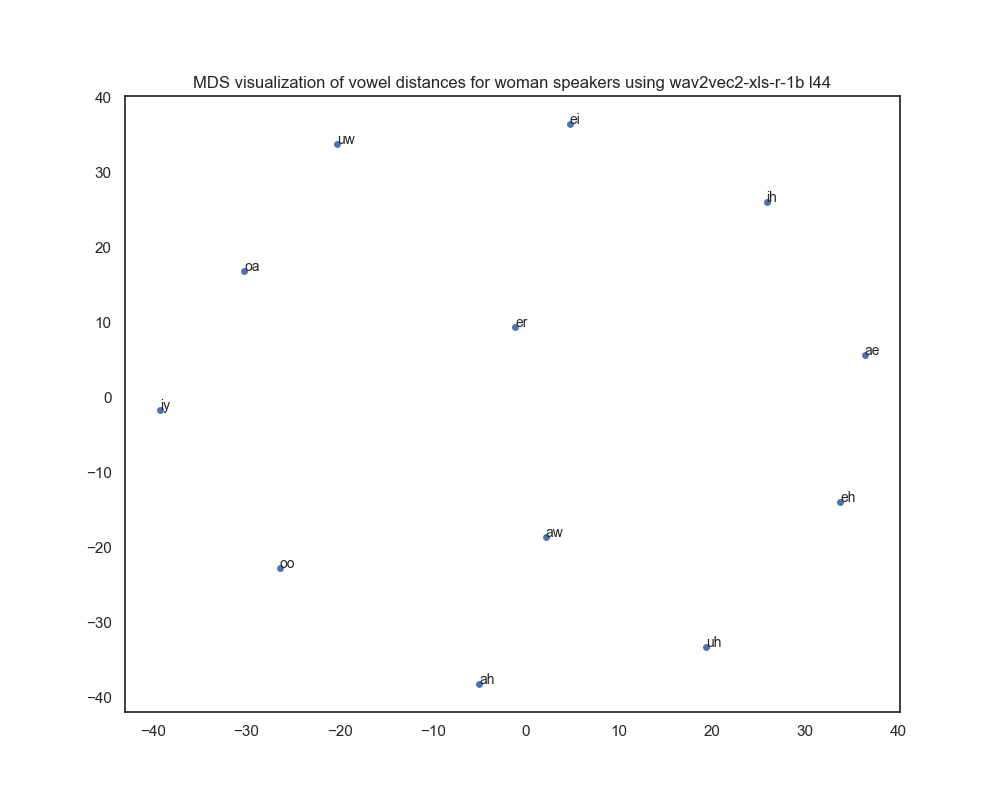 MDS visualization of vowel distances for woman speakers using wav2vec2-xls-r-1b l44
40
ei
uw
30
ih
20
oa
10
er
ae
0
iy
−10
eh
aw
−20
oo
−30
uh
ah
−40
−40 −30 −20 −10 0 10 20 30 40